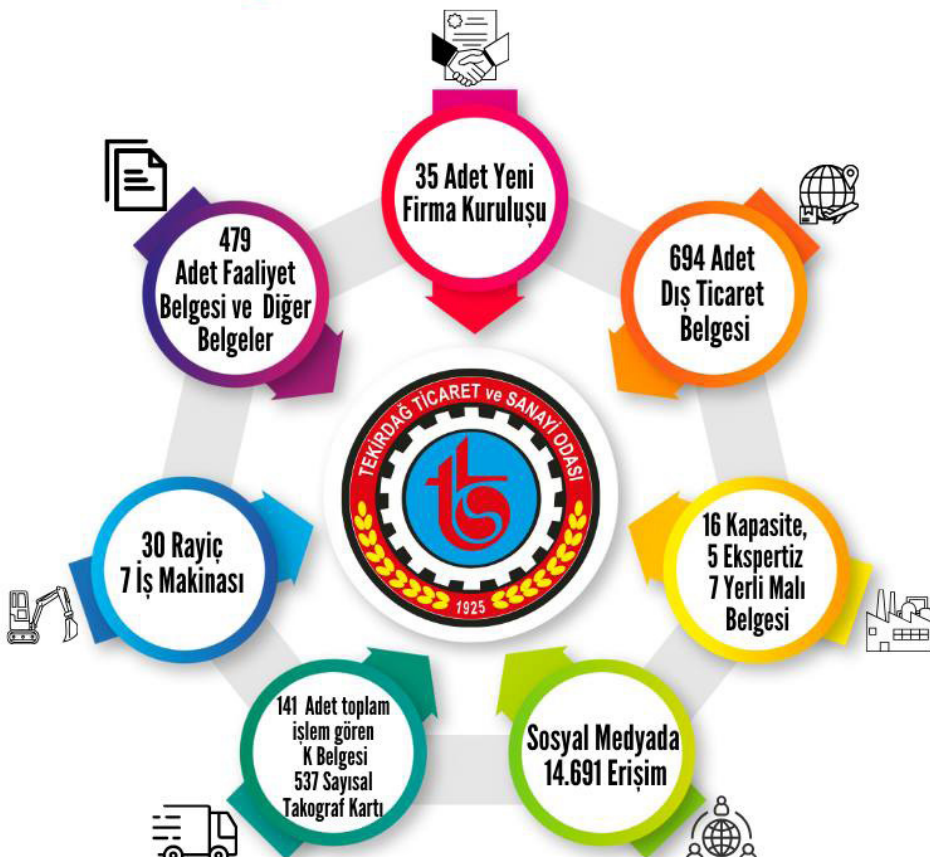 35 Adet Yeni
Firma Kuruluşu
694 Adet
Dış Ticaret
Belgesi
16 Kapasite,
5 Ekspertiz
7 Yerli Malı
Belgesi
Sosyal Medyada
14.691 Erişim
141 Adet toplam
işlem gören
K Belgesi
537 Sayısal
Takograf Kartı
30 Rayiç
7 İş Makinası
479
Adet Faaliyet
Belgesi ve Diğer
Belgeler
TEKİRDAĞ TİCARET ve SANAYİ ODASI
tts
1925